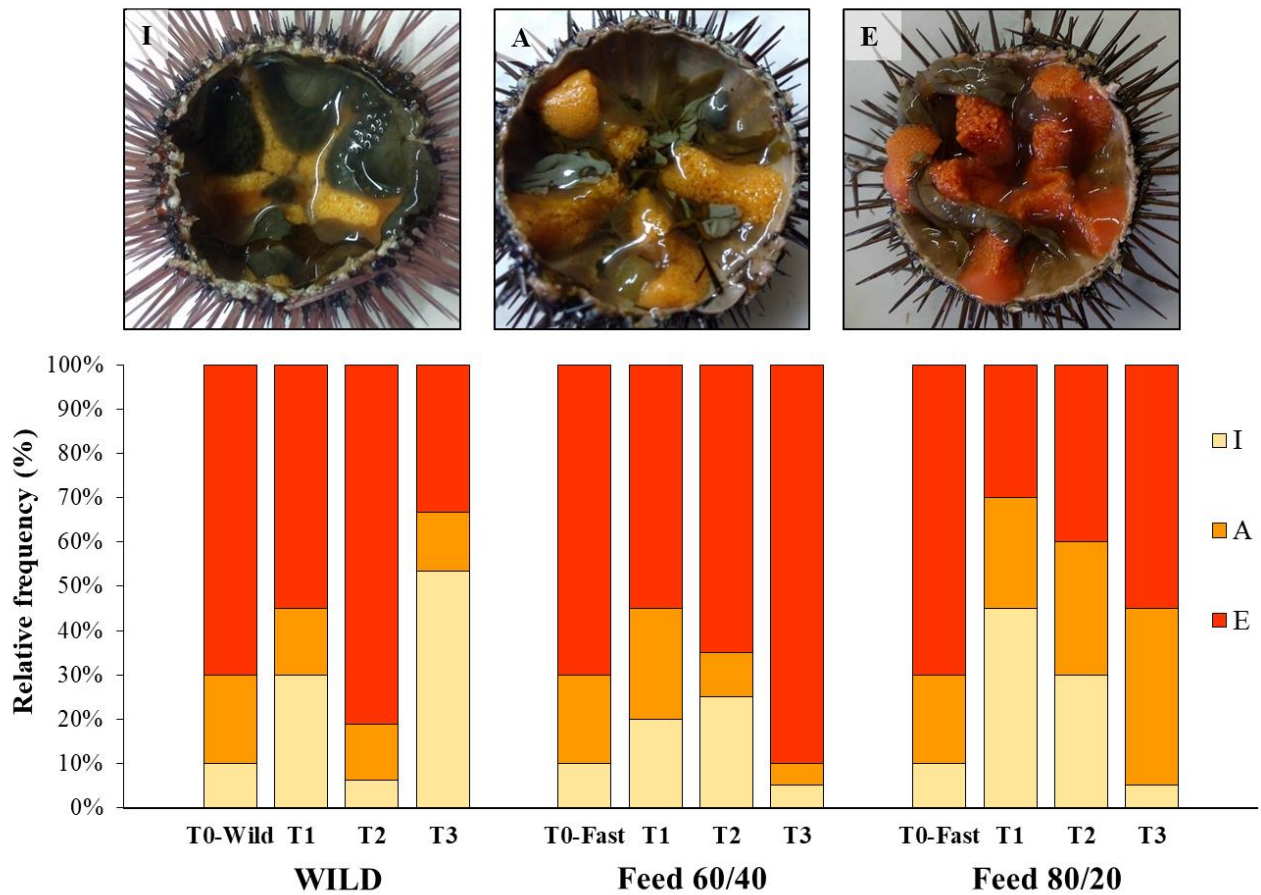 I
A
E
100%
90%
80%
70%
60%
50%
40%
30%
20%
10%
0%
Relative frequency (%)
I
A
E
T0-Wild T1 T2 T3
T0-Fast T1 T2 T3
T0-Fast T1 T2 T3
WILD
Feed 60/40
Feed 80/20